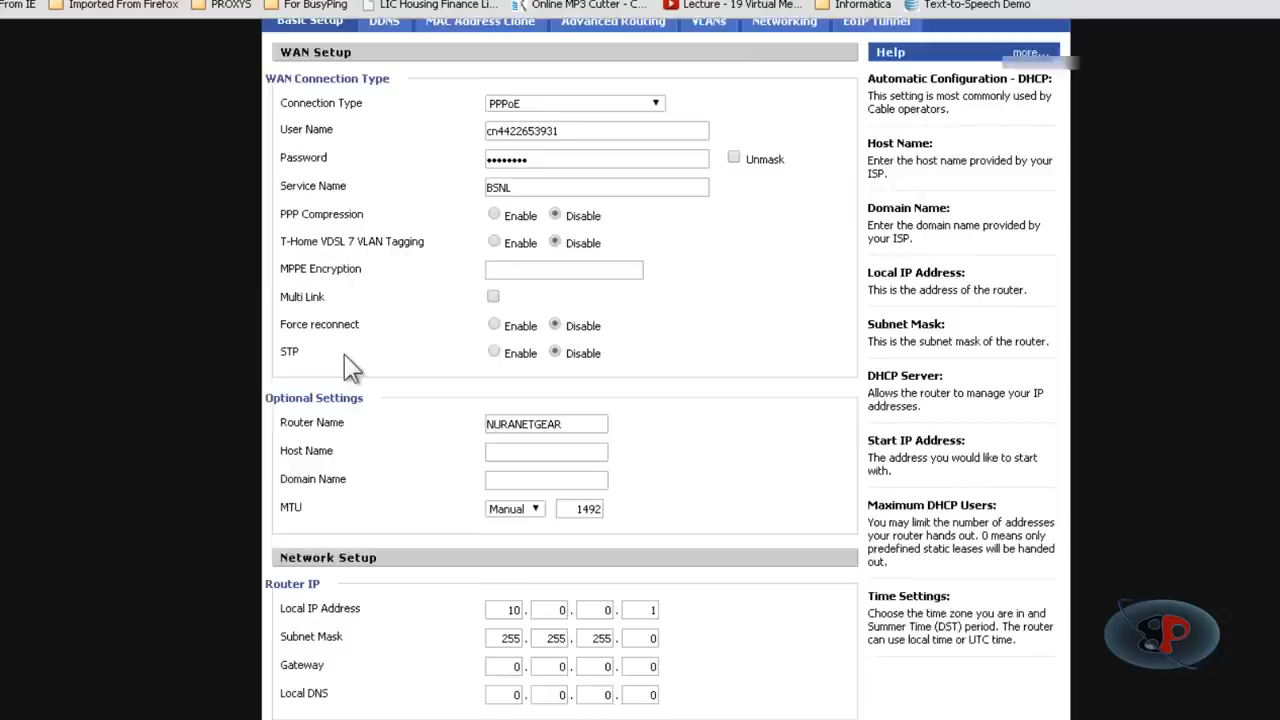 From IE Imported From Firefox PROXYS For BusyPing LIC Housing Finance Li... Online MP3 Cutter - C... Lecture - 19 Virtual Me... Informatica Text-to-Speech Demo
Basic Setup DDNS MAC Address Clone Advanced Routing VLANs Networking EoIP Tunnel
WAN Setup
WAN Connection Type
Connection Type PPPoE
User Name cn4422653931
Password •••••••• Unmask
Service Name BSNL
PPP Compression Enable Disable
T-Home VDSL 7 VLAN Tagging Enable Disable
MPPE Encryption
Multi Link
Force reconnect Enable Disable
STP Enable Disable
Optional Settings
Router Name NURANETGEAR
Host Name
Domain Name
MTU Manual 1492
Network Setup
Router IP
Local IP Address 10. 0. 0. 1
Subnet Mask 255. 255. 255. 0
Gateway 0. 0. 0. 0
Local DNS 0. 0. 0. 0
Help more...
Automatic Configuration - DHCP:
This setting is most commonly used by
Cable operators.
Host Name:
Enter the host name provided by your
ISP.
Domain Name:
Enter the domain name provided by
your ISP.
Local IP Address:
This is the address of the router.
Subnet Mask:
This is the subnet mask of the router.
DHCP Server:
Allows the router to manage your IP
addresses.
Start IP Address:
The address you would like to start
with.
Maximum DHCP Users:
You may limit the number of addresses
your router hands out. 0 means only
predefined static leases will be handed
out.
Time Settings:
Choose the time zone you are in and
Summer Time (DST) period. The router
can use local time or UTC time.
P